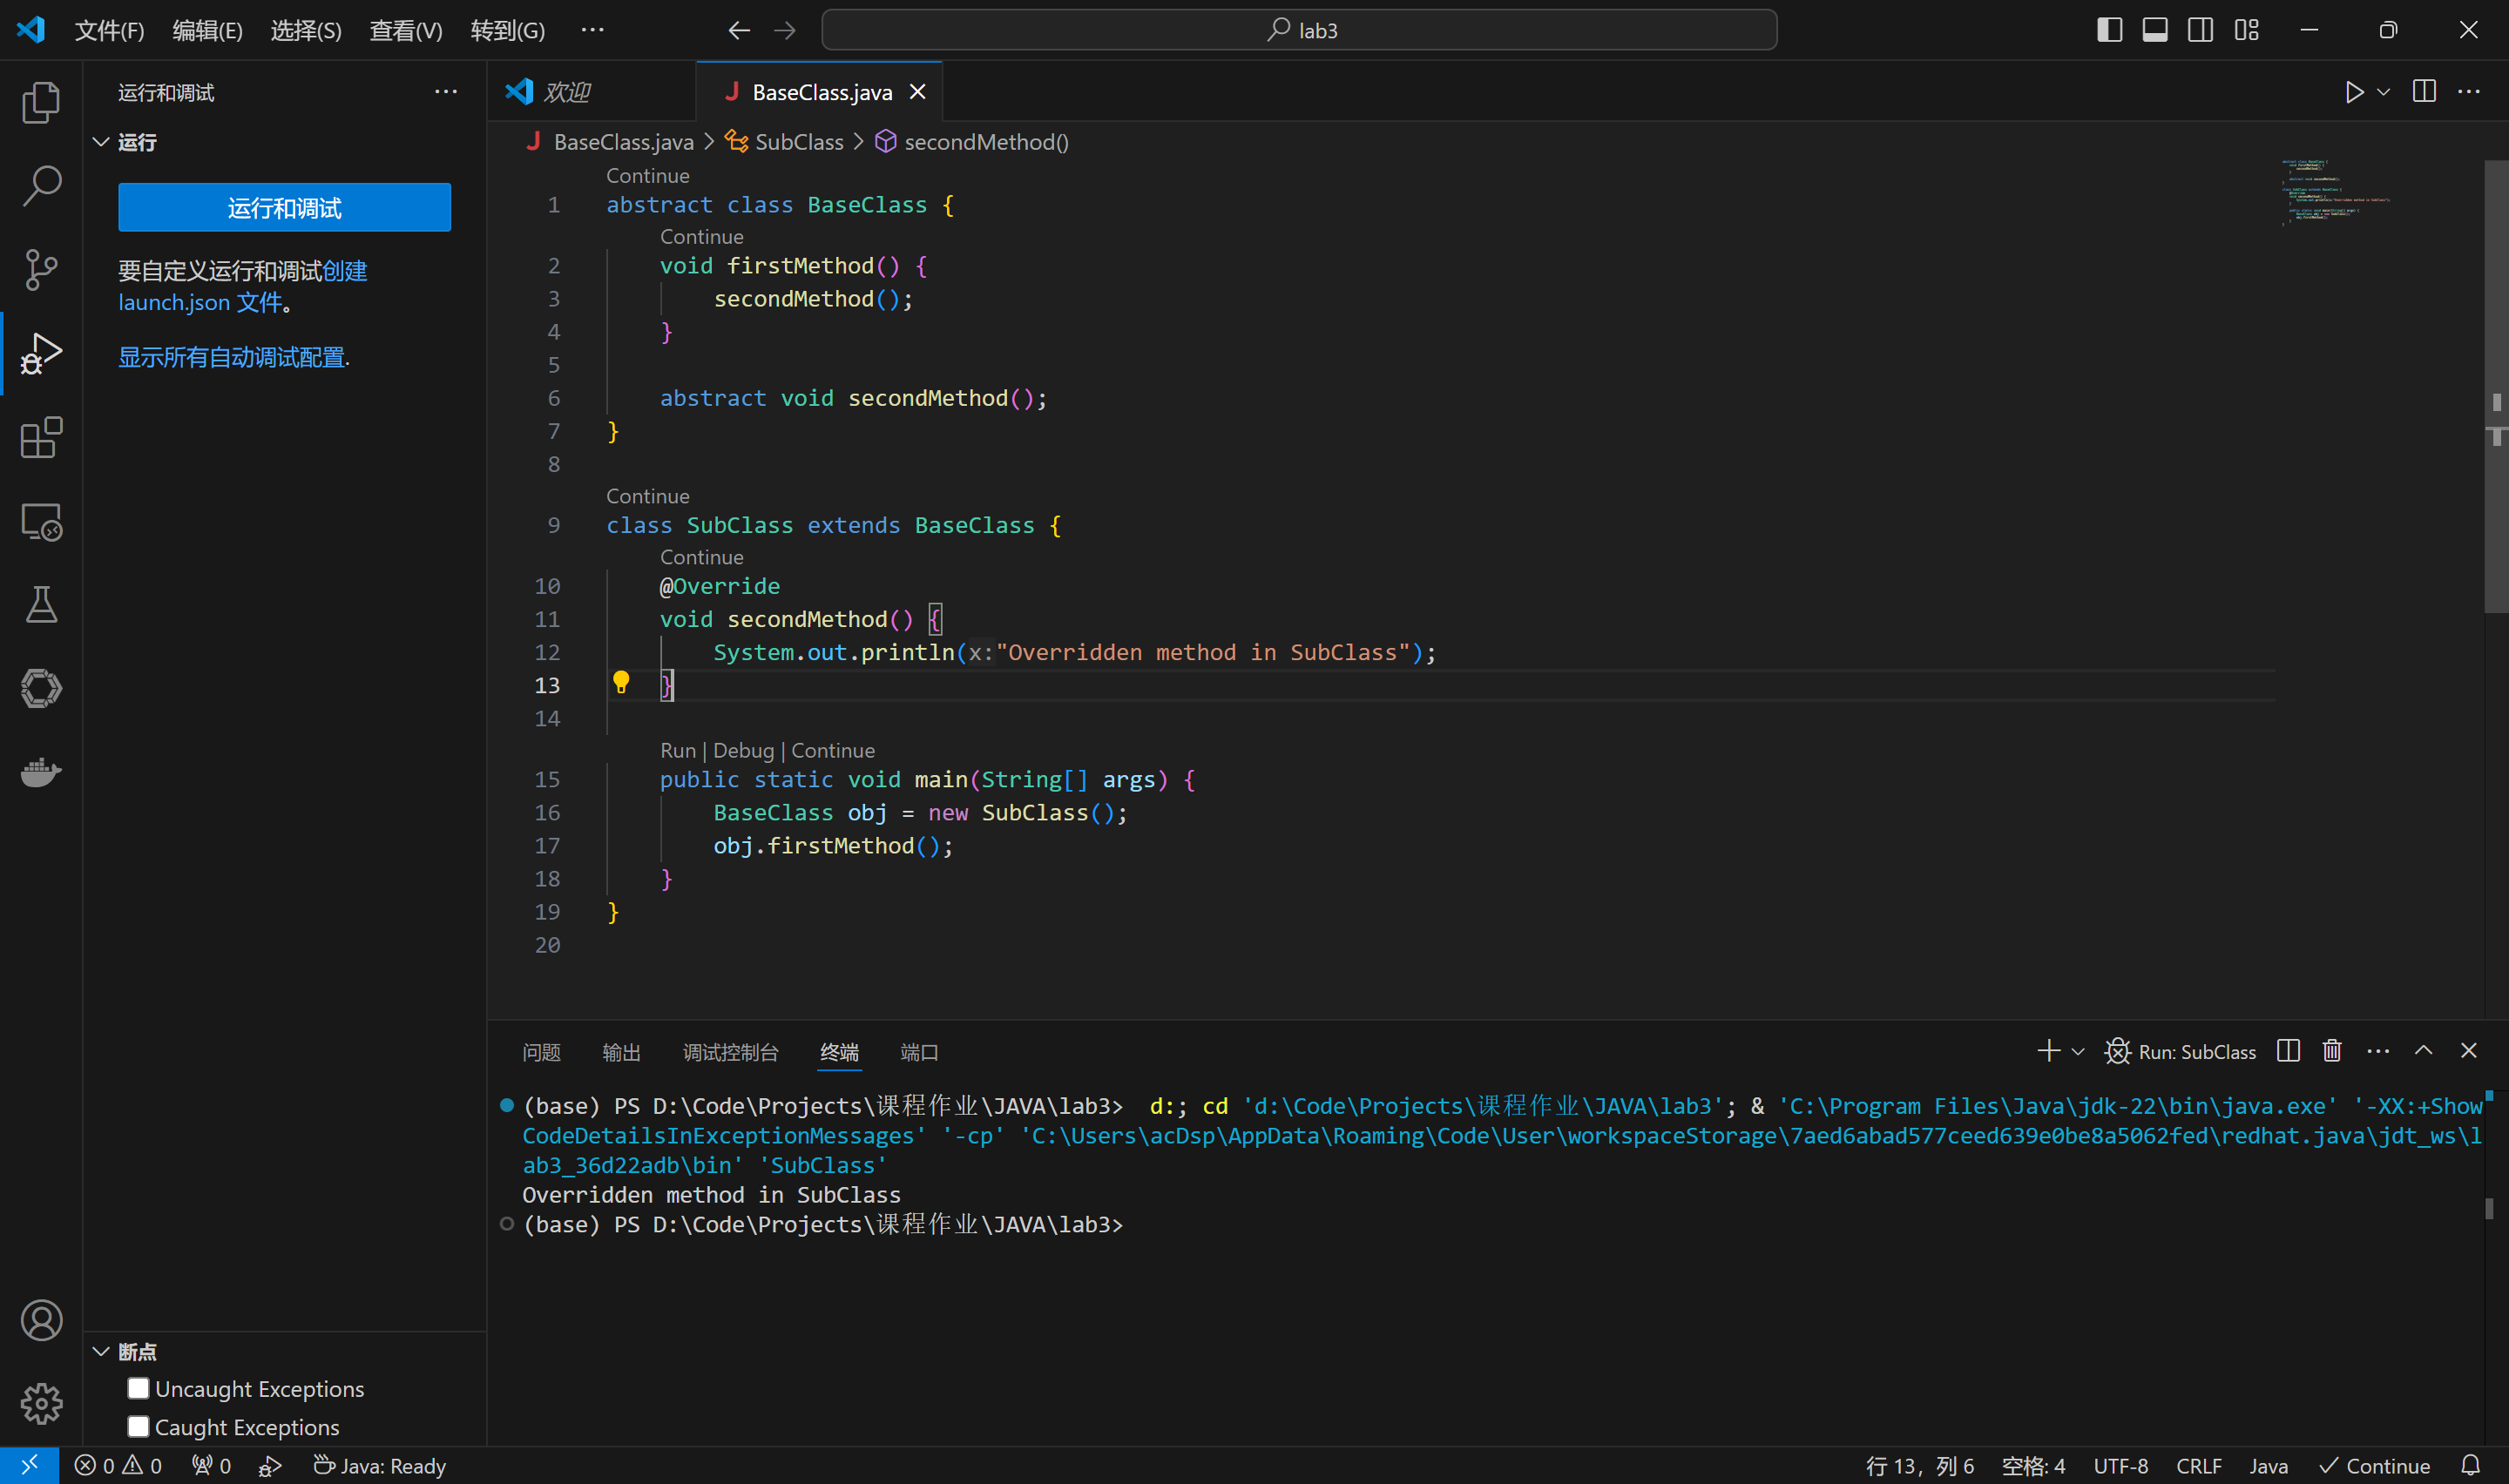 文件(F) 编辑(E) 选择(S) 查看(V) 转到(G) ··· lab3
运行和调试 ···
运行
运行和调试
要自定义运行和调试创建
launch.json 文件。
显示所有自动调试配置.
欢迎 J BaseClass.java
J BaseClass.java > SubClass > secondMethod()
Continue
1 abstract class BaseClass {
Continue
2 void firstMethod() {
3 secondMethod();
4 }
5
6 abstract void secondMethod();
7 }
8
Continue
9 class SubClass extends BaseClass {
Continue
10 @Override
11 void secondMethod() {
12 System.out.println(x:"Overridden method in SubClass");
13 }
14
Run | Debug | Continue
15 public static void main(String[] args) {
16 BaseClass obj = new SubClass();
17 obj.firstMethod();
18 }
19 }
20
问题 输出 调试控制台 终端 端口 Run: SubClass
(base) PS D:\Code\Projects\课程作业\JAVA\lab3> d:; cd 'd:\Code\Projects\课程作业\JAVA\lab3'; & 'C:\Program Files\Java\jdk-22\bin\java.exe' '-XX:+Show
CodeDetailsInExceptionMessages' '-cp' 'C:\Users\acDsp\AppData\Roaming\Code\User\workspaceStorage\7aed6abad577ceed639e0be8a5062fed\redhat.java\jdt_ws\l
ab3_36d22adb\bin' 'SubClass'
Overridden method in SubClass
(base) PS D:\Code\Projects\课程作业\JAVA\lab3>
断点
Uncaught Exceptions
Caught Exceptions
0 0 0 Java: Ready 行 13，列 6 空格: 4 UTF-8 CRLF Java Continue